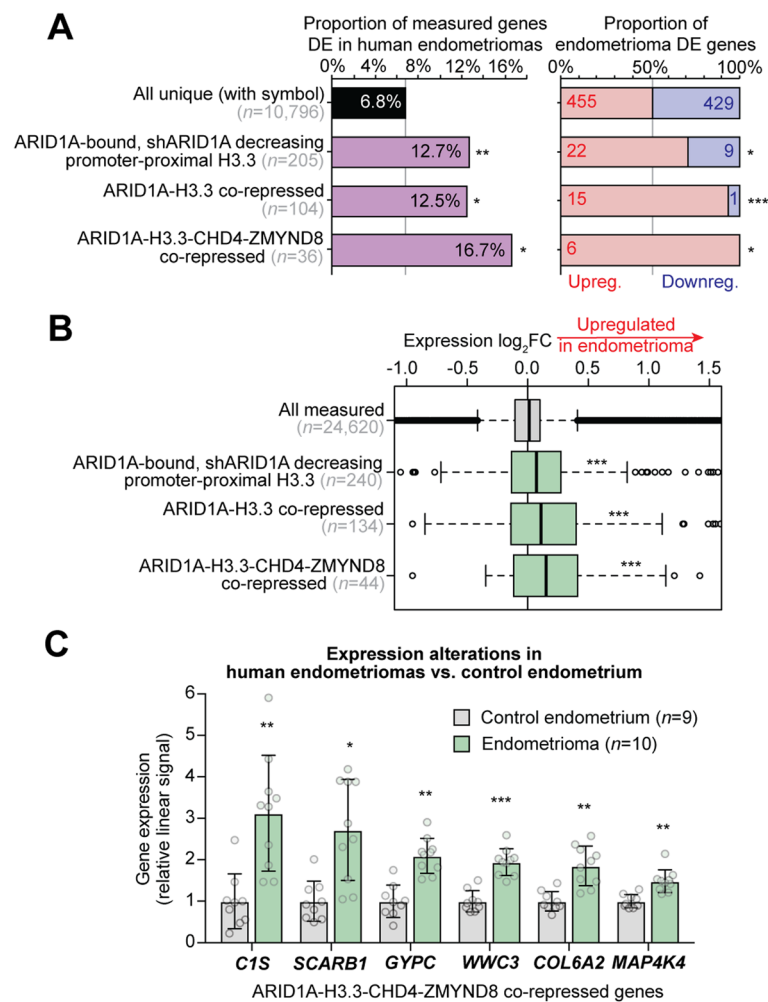 A
Proportion of measured genes
DE in human endometriomas
0% 4% 8% 12% 16%
Proportion of
endometrioma DE genes
0% 50% 100%
All unique (with symbol)
(n=10,796)
6.8%
455 429
ARID1A-bound, shARID1A decreasing
promoter-proximal H3.3 (n=205)
12.7% **
22 9 *
ARID1A-H3.3 co-repressed
(n=104)
12.5% *
15 1 ***
ARID1A-H3.3-CHD4-ZMYND8
co-repressed (n=36)
16.7% *
6 *
Upreg. Downreg.
B
Expression log2FC
Upregulated
in endometrioma
-1.0 -0.5 0.0 0.5 1.0 1.5
All measured
(n=24,620)
ARID1A-bound, shARID1A decreasing
promoter-proximal H3.3 (n=240)
***
ARID1A-H3.3 co-repressed
(n=134)
***
ARID1A-H3.3-CHD4-ZMYND8
co-repressed (n=44)
***
C
Expression alterations in
human endometriomas vs. control endometrium
Gene expression
(relative linear signal)
6
5
4
3
2
1
0
Control endometrium (n=9)
Endometrioma (n=10)
** * ** *** ** **
C1S SCARB1 GYPC WWC3 COL6A2 MAP4K4
ARID1A-H3.3-CHD4-ZMYND8 co-repressed genes